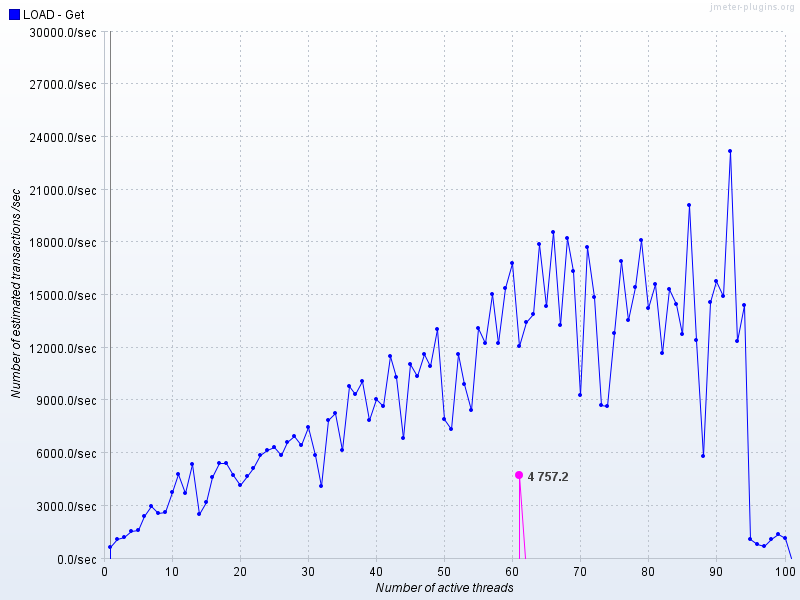 jmeter-plugins.org
LOAD - Get
30000.0/sec
27000.0/sec
24000.0/sec
21000.0/sec
18000.0/sec
15000.0/sec
12000.0/sec
9000.0/sec
6000.0/sec
3000.0/sec
0.0/sec
Number of estimated transactions /sec
4 757.2
0 10 20 30 40 50 60 70 80 90 100
Number of active threads